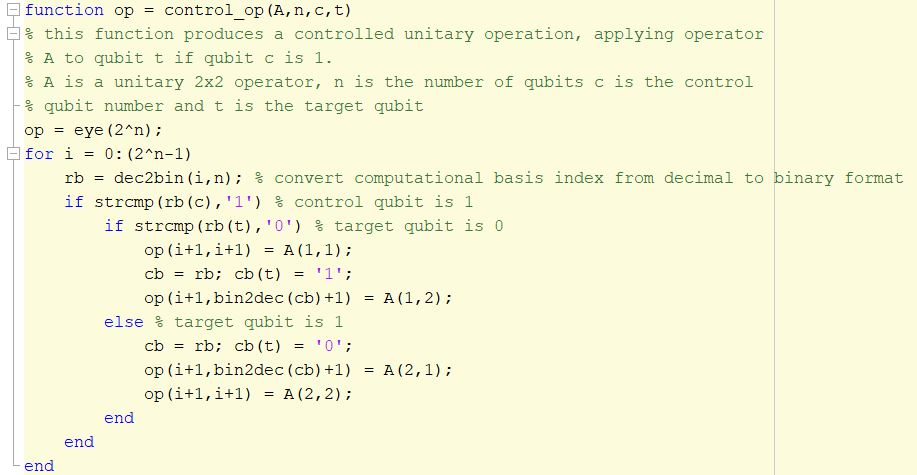 function op = control_op(A,n,c,t)
% this function produces a controlled unitary operation, applying operator
% A to qubit t if qubit c is 1.
% A is a unitary 2x2 operator, n is the number of qubits c is the control
% qubit number and t is the target qubit
op = eye(2^n);
for i = 0:(2^n-1)
    rb = dec2bin(i,n); % convert computational basis index from decimal to binary format
    if strcmp(rb(c),'1') % control qubit is 1
        if strcmp(rb(t),'0') % target qubit is 0
            op(i+1,i+1) = A(1,1);
            cb = rb; cb(t) = '1';
            op(i+1,bin2dec(cb)+1) = A(1,2);
        else % target qubit is 1
            cb = rb; cb(t) = '0';
            op(i+1,bin2dec(cb)+1) = A(2,1);
            op(i+1,i+1) = A(2,2);
        end
    end
end